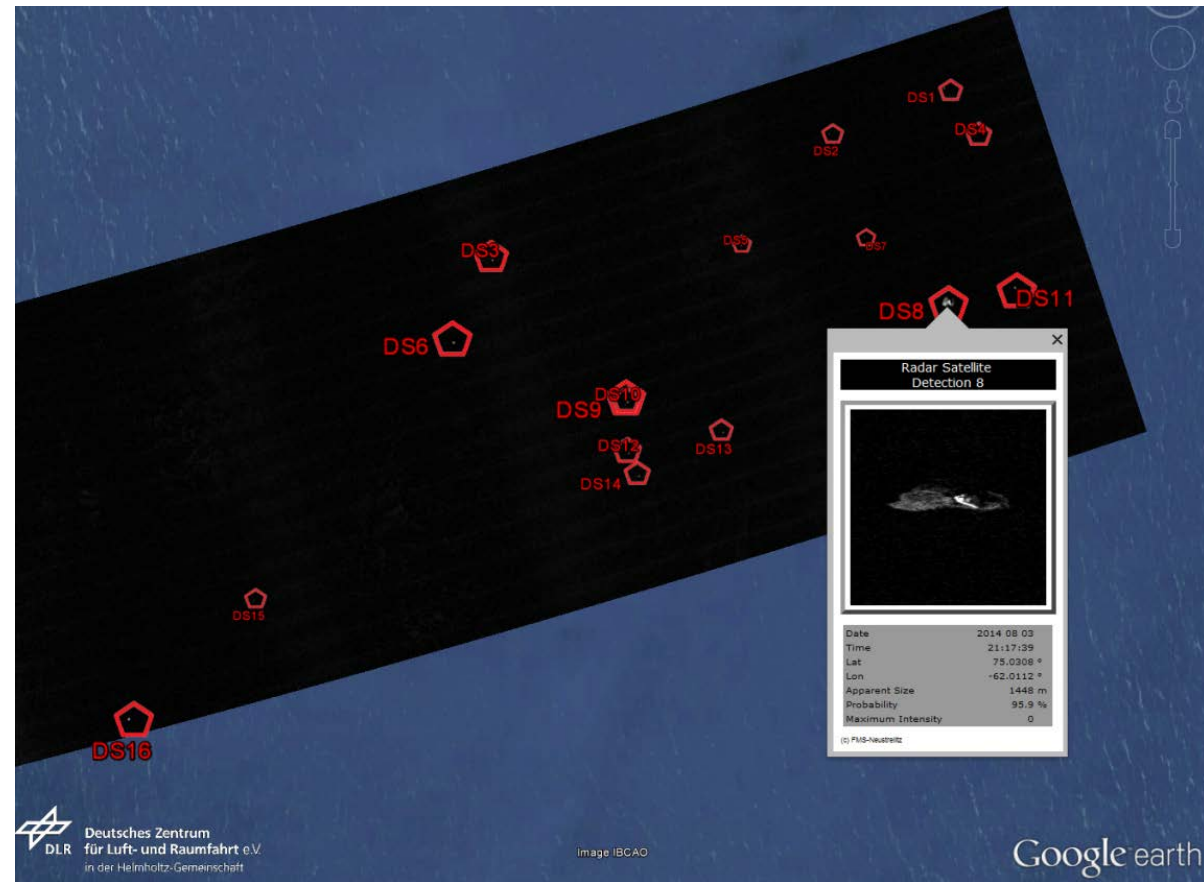 DS1
DS4
DS2
DS5
DS7
DS3
DS8
DS11
DS6
DS10
DS9
DS12
DS13
DS14
DS15
DS16
Radar Satellite
Detection 8
Date 2014 08 03
Time 21:17:39
Lat 75.0308 °
Lon -62.0112 °
Apparent Size 1448 m
Probability 95.9 %
Maximum Intensity 0
(c) FMS-Neustrelitz
DLR
Deutsches Zentrum
für Luft- und Raumfahrt e.V.
in der Helmholtz-Gemeinschaft
Image IBCAO
Google earth